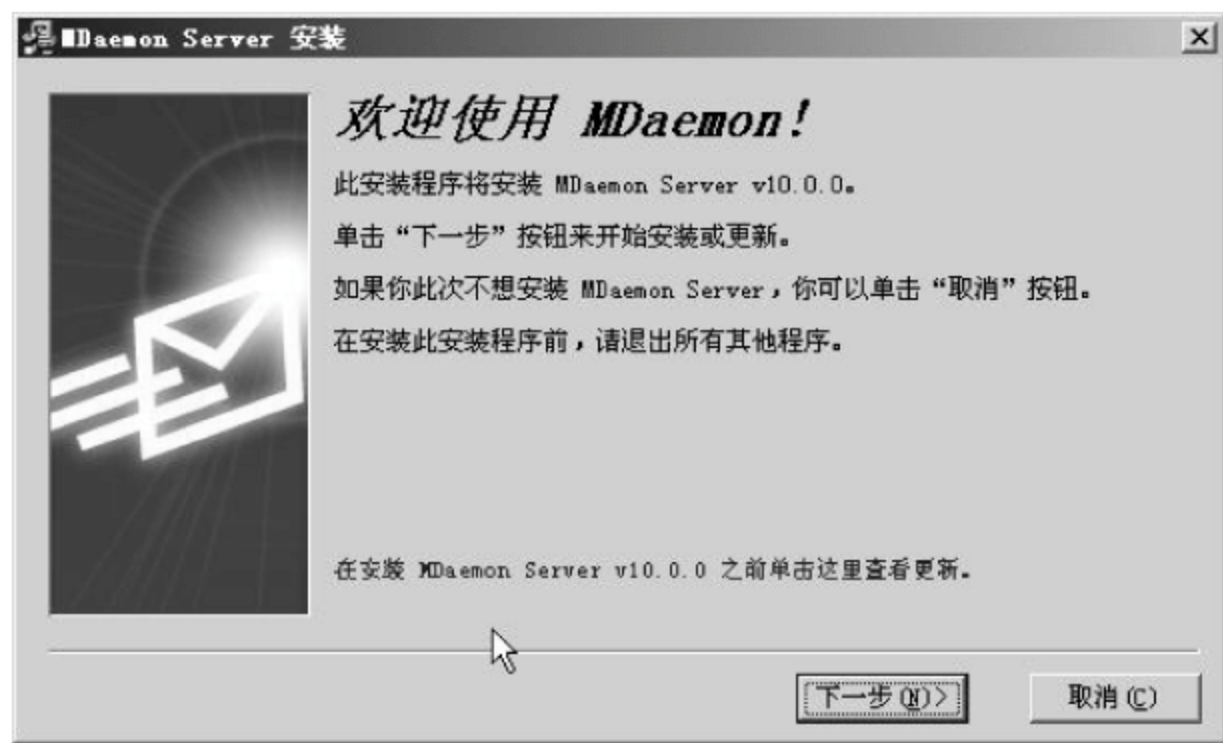 MDaemon Server 安装
欢迎使用 MDaemon!
此安装程序将安装 MDaemon Server v10.0.0。
单击“下一步”按钮来开始安装或更新。
如果你此次不想安装 MDaemon Server，你可以单击“取消”按钮。
在安装此安装程序前，请退出所有其他程序。
在安装 MDaemon Server v10.0.0 之前单击这里查看更新。
下一步(N)>
取消(C)